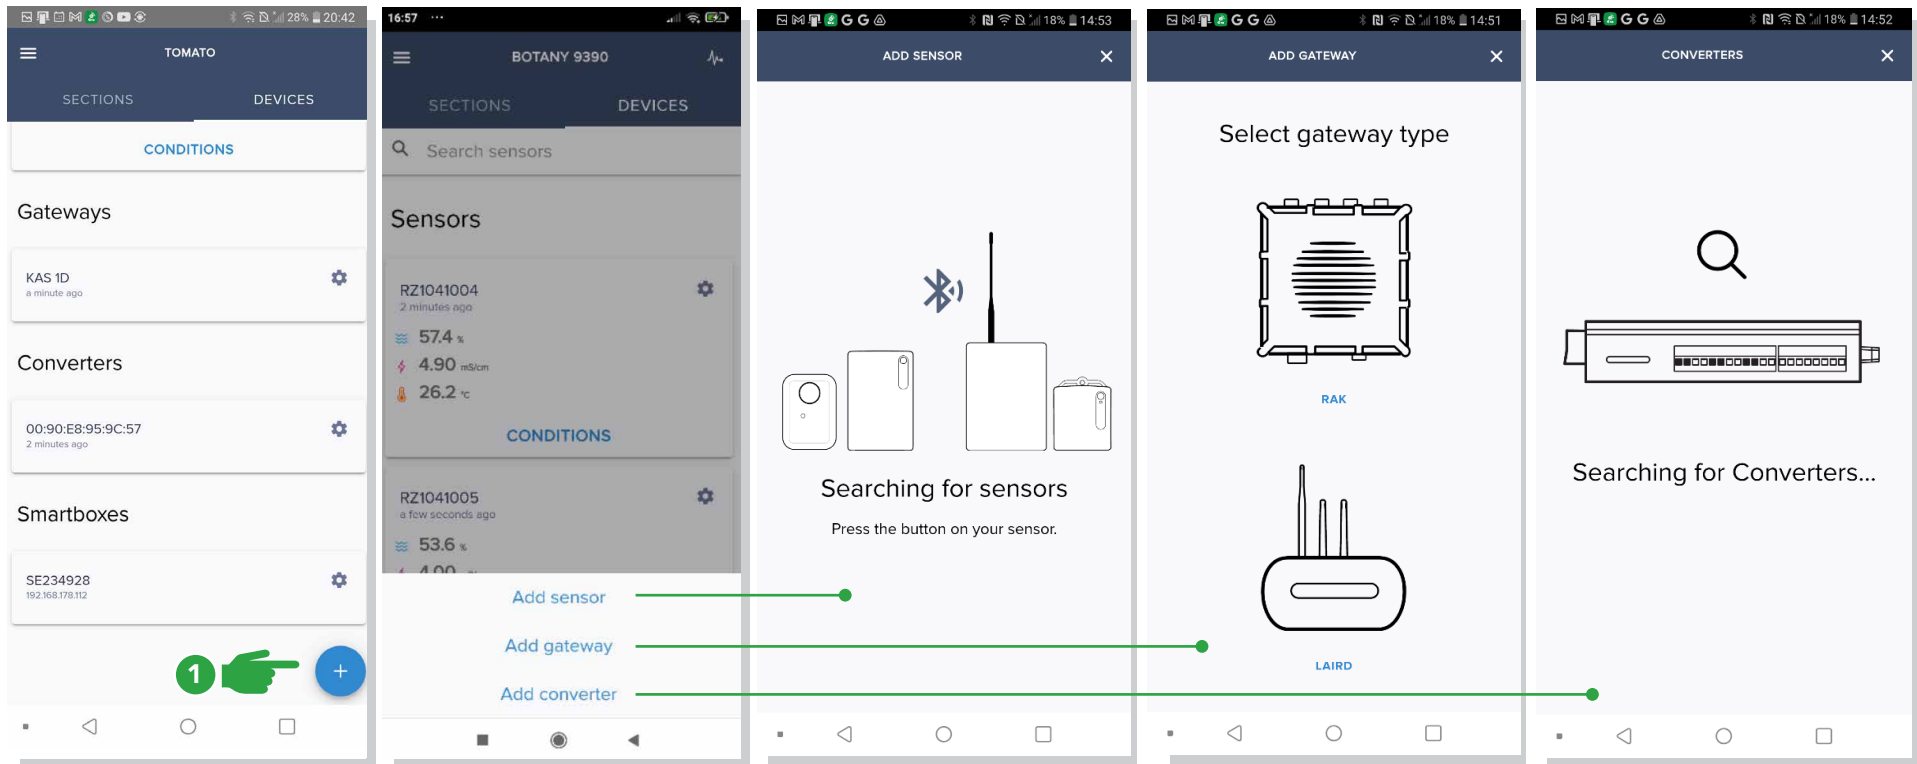 28% 20:42
TOMATO
SECTIONS DEVICES
CONDITIONS
Gateways
KAS 1D
a minute ago
Converters
00:90:E8:95:9C:57
2 minutes ago
Smartboxes
SE234928
192.168.178.112
1
+
16:57 ...
BOTANY 9390
SECTIONS DEVICES
Search sensors
Sensors
RZ1041004
2 minutes ago
57.4 %
4.90 mS/cm
26.2 °C
CONDITIONS
RZ1041005
a few seconds ago
53.6 %
4.00
Add sensor
Add gateway
Add converter
G G 18% 14:53
ADD SENSOR
Searching for sensors
Press the button on your sensor.
G G 18% 14:51
ADD GATEWAY
Select gateway type
RAK
LAIRD
G G 18% 14:52
CONVERTERS
Searching for Converters...